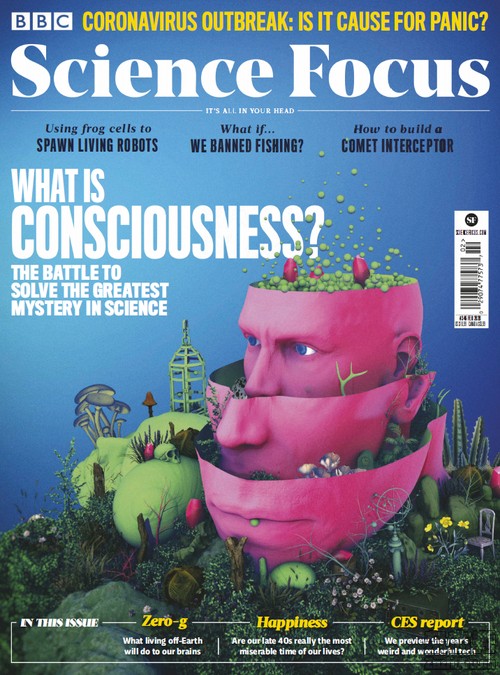 BBC CORONAVIRUS OUTBREAK: IS IT CAUSE FOR PANIC?
Science Focus
IT'S ALL IN YOUR HEAD
Using frog cells to
SPAWN LIVING ROBOTS
What if...
WE BANNED FISHING?
How to build a
COMET INTERCEPTOR
WHAT IS
CONSCIOUSNESS?
THE BATTLE TO
SOLVE THE GREATEST
MYSTERY IN SCIENCE
SF
IN THIS ISSUE
Zero-g
What living off-Earth
will do to our brains
Happiness
Are our late 40s really the most
miserable time of our lives?
CES report
We preview the year's
weird and wonderful tech